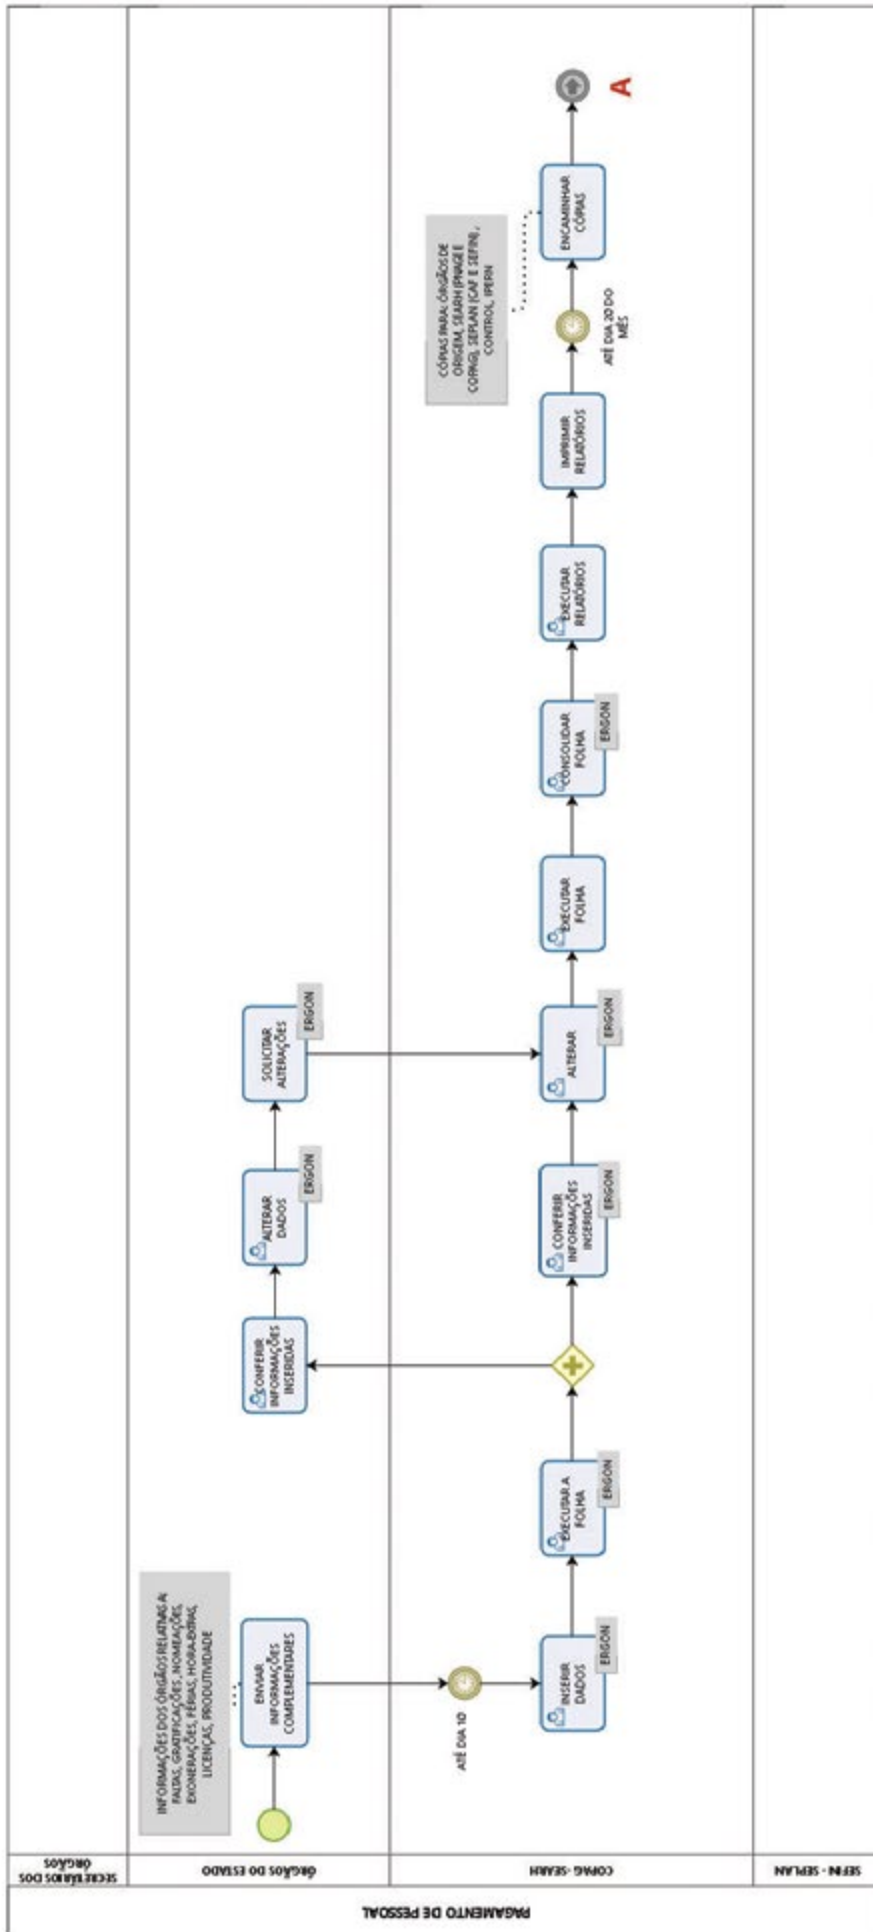 PAGAMENTO DE PESSOAL
SECRETÁRIOS DOS
ÓRGÃOS
ÓRGÃOS DO ESTADO
COPAG- SEARH
SEFIN - SEPLAN
INFORMAÇÕES DOS ÓRGÃOS RELATIVAS A:
FALTAS, GRATIFICAÇÕES, NOMEAÇÕES,
EXONERAÇÕES, FÉRIAS, HORA-EXTRAS,
LICENÇAS, PRODUTIVIDADE
ENVIAR
INFORMAÇÕES
COMPLEMENTARES
ATÉ DIA 10
INSERIR
DADOS
ERGON
EXECUTAR A
FOLHA
ERGON
CONFERIR
INFORMAÇÕES
INSERIDAS
ALTERAR
DADOS
ERGON
SOLICITAR
ALTERAÇÕES
ERGON
CONFERIR
INFORMAÇÕES
INSERIDAS
ERGON
ALTERAR
ERGON
EXECUTAR
FOLHA
CONSOLIDAR
FOLHA
ERGON
EXECUTAR
RELATÓRIOS
IMPRIMIR
RELATÓRIOS
ATÉ DIA 20 DO
MÊS
CÓPIAS PARA: ÓRGÃOS DE
ORIGEM, SEARH (PNAGE E
COPAG), SEPLAN (CAF E SEFIN),
CONTROL, IPERN
ENCAMINHAR
CÓPIAS
A